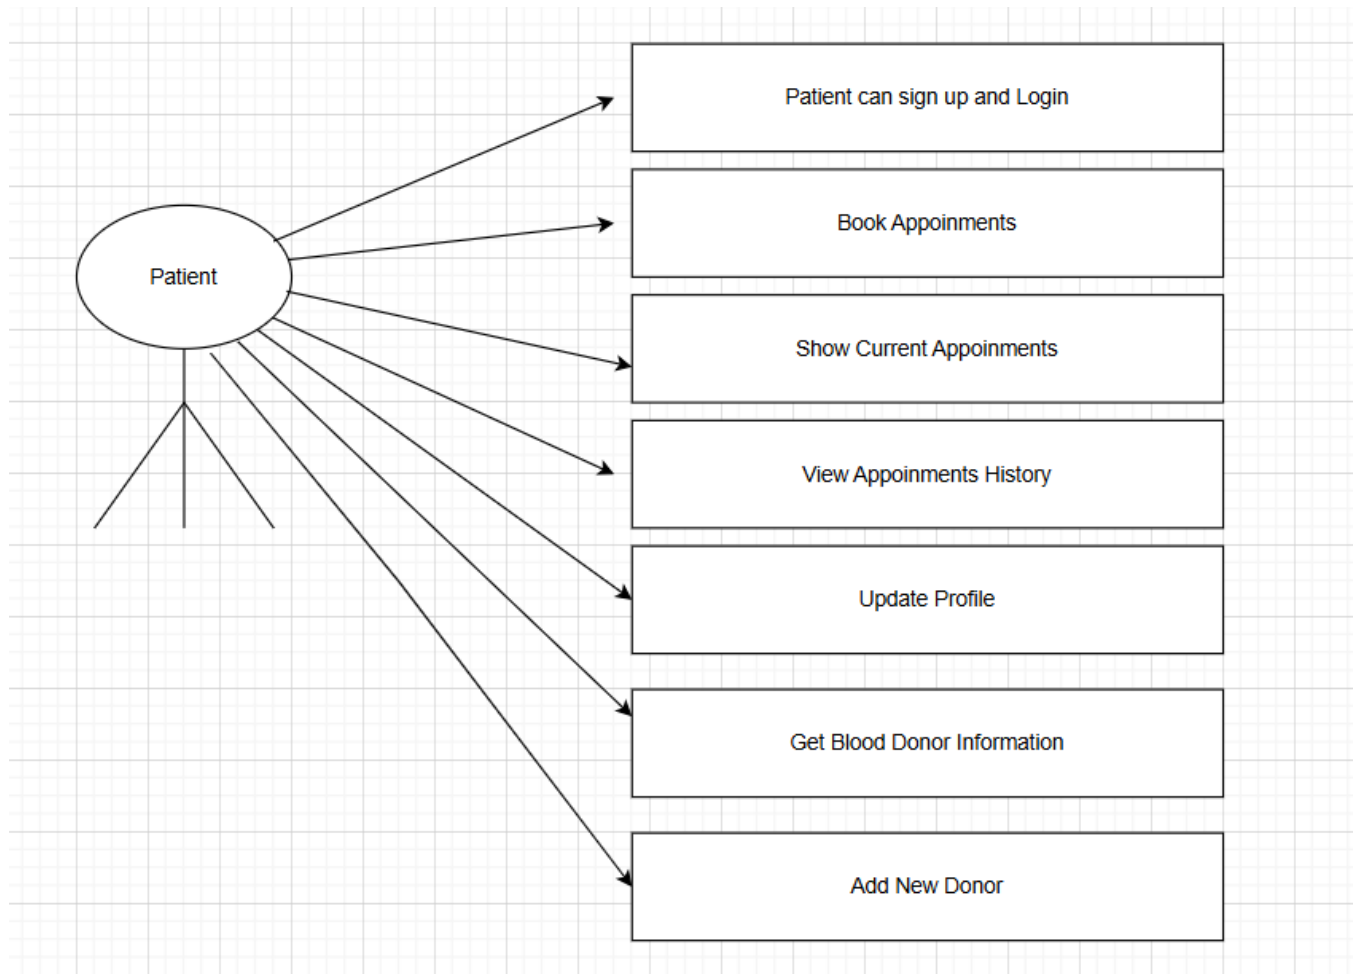 Patient can sign up and Login
Book Appoinments
Patient
Show Current Appoinments
View Appoinments History
Update Profile
Get Blood Donor Information
Add New Donor